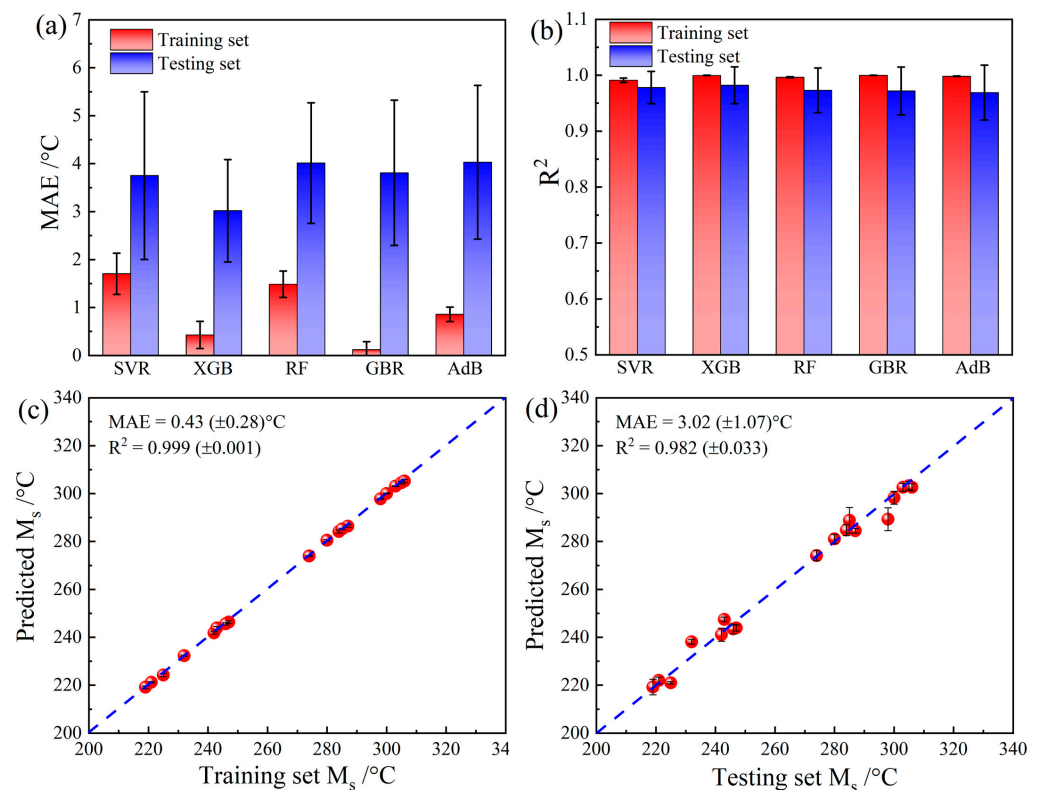 (a)
Training set
Testing set
MAE /°C
7
6
5
4
3
2
1
0
SVR XGB RF GBR AdB
(b)
Training set
Testing set
R²
1.1
1.0
0.9
0.8
0.7
0.6
0.5
SVR XGB RF GBR AdB
(c)
MAE = 0.43 (±0.28)°C
R² = 0.999 (±0.001)
Predicted Mₛ /°C
340
320
300
280
260
240
220
200
200 220 240 260 280 300 320 34
Training set Mₛ /°C
(d)
MAE = 3.02 (±1.07)°C
R² = 0.982 (±0.033)
Predicted Mₛ /°C
340
320
300
280
260
240
220
200
200 220 240 260 280 300 320 340
Testing set Mₛ /°C